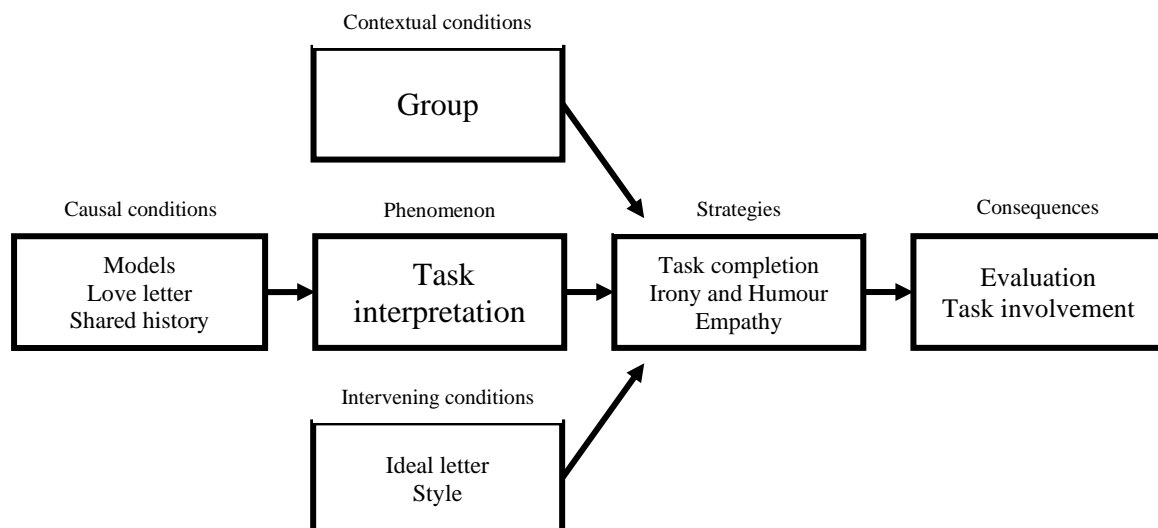 Contextual conditions
Group
Causal conditions
Models
Love letter
Shared history
Phenomenon
Task
interpretation
Strategies
Task completion
Irony and Humour
Empathy
Consequences
Evaluation
Task involvement
Intervening conditions
Ideal letter
Style